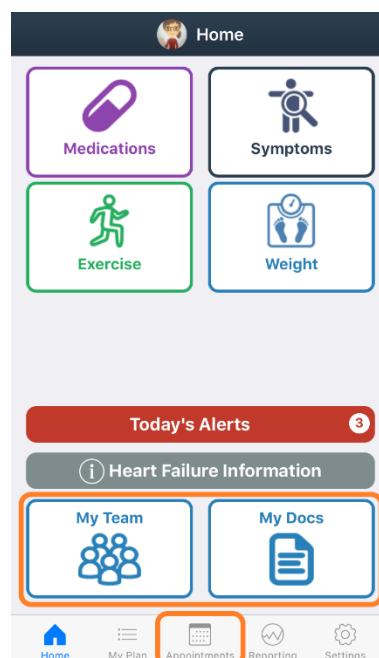 Home
Medications
Symptoms
Exercise
Weight
Today's Alerts 3
i Heart Failure Information
My Team
My Docs
Home My Plan Appointments Reporting Settings